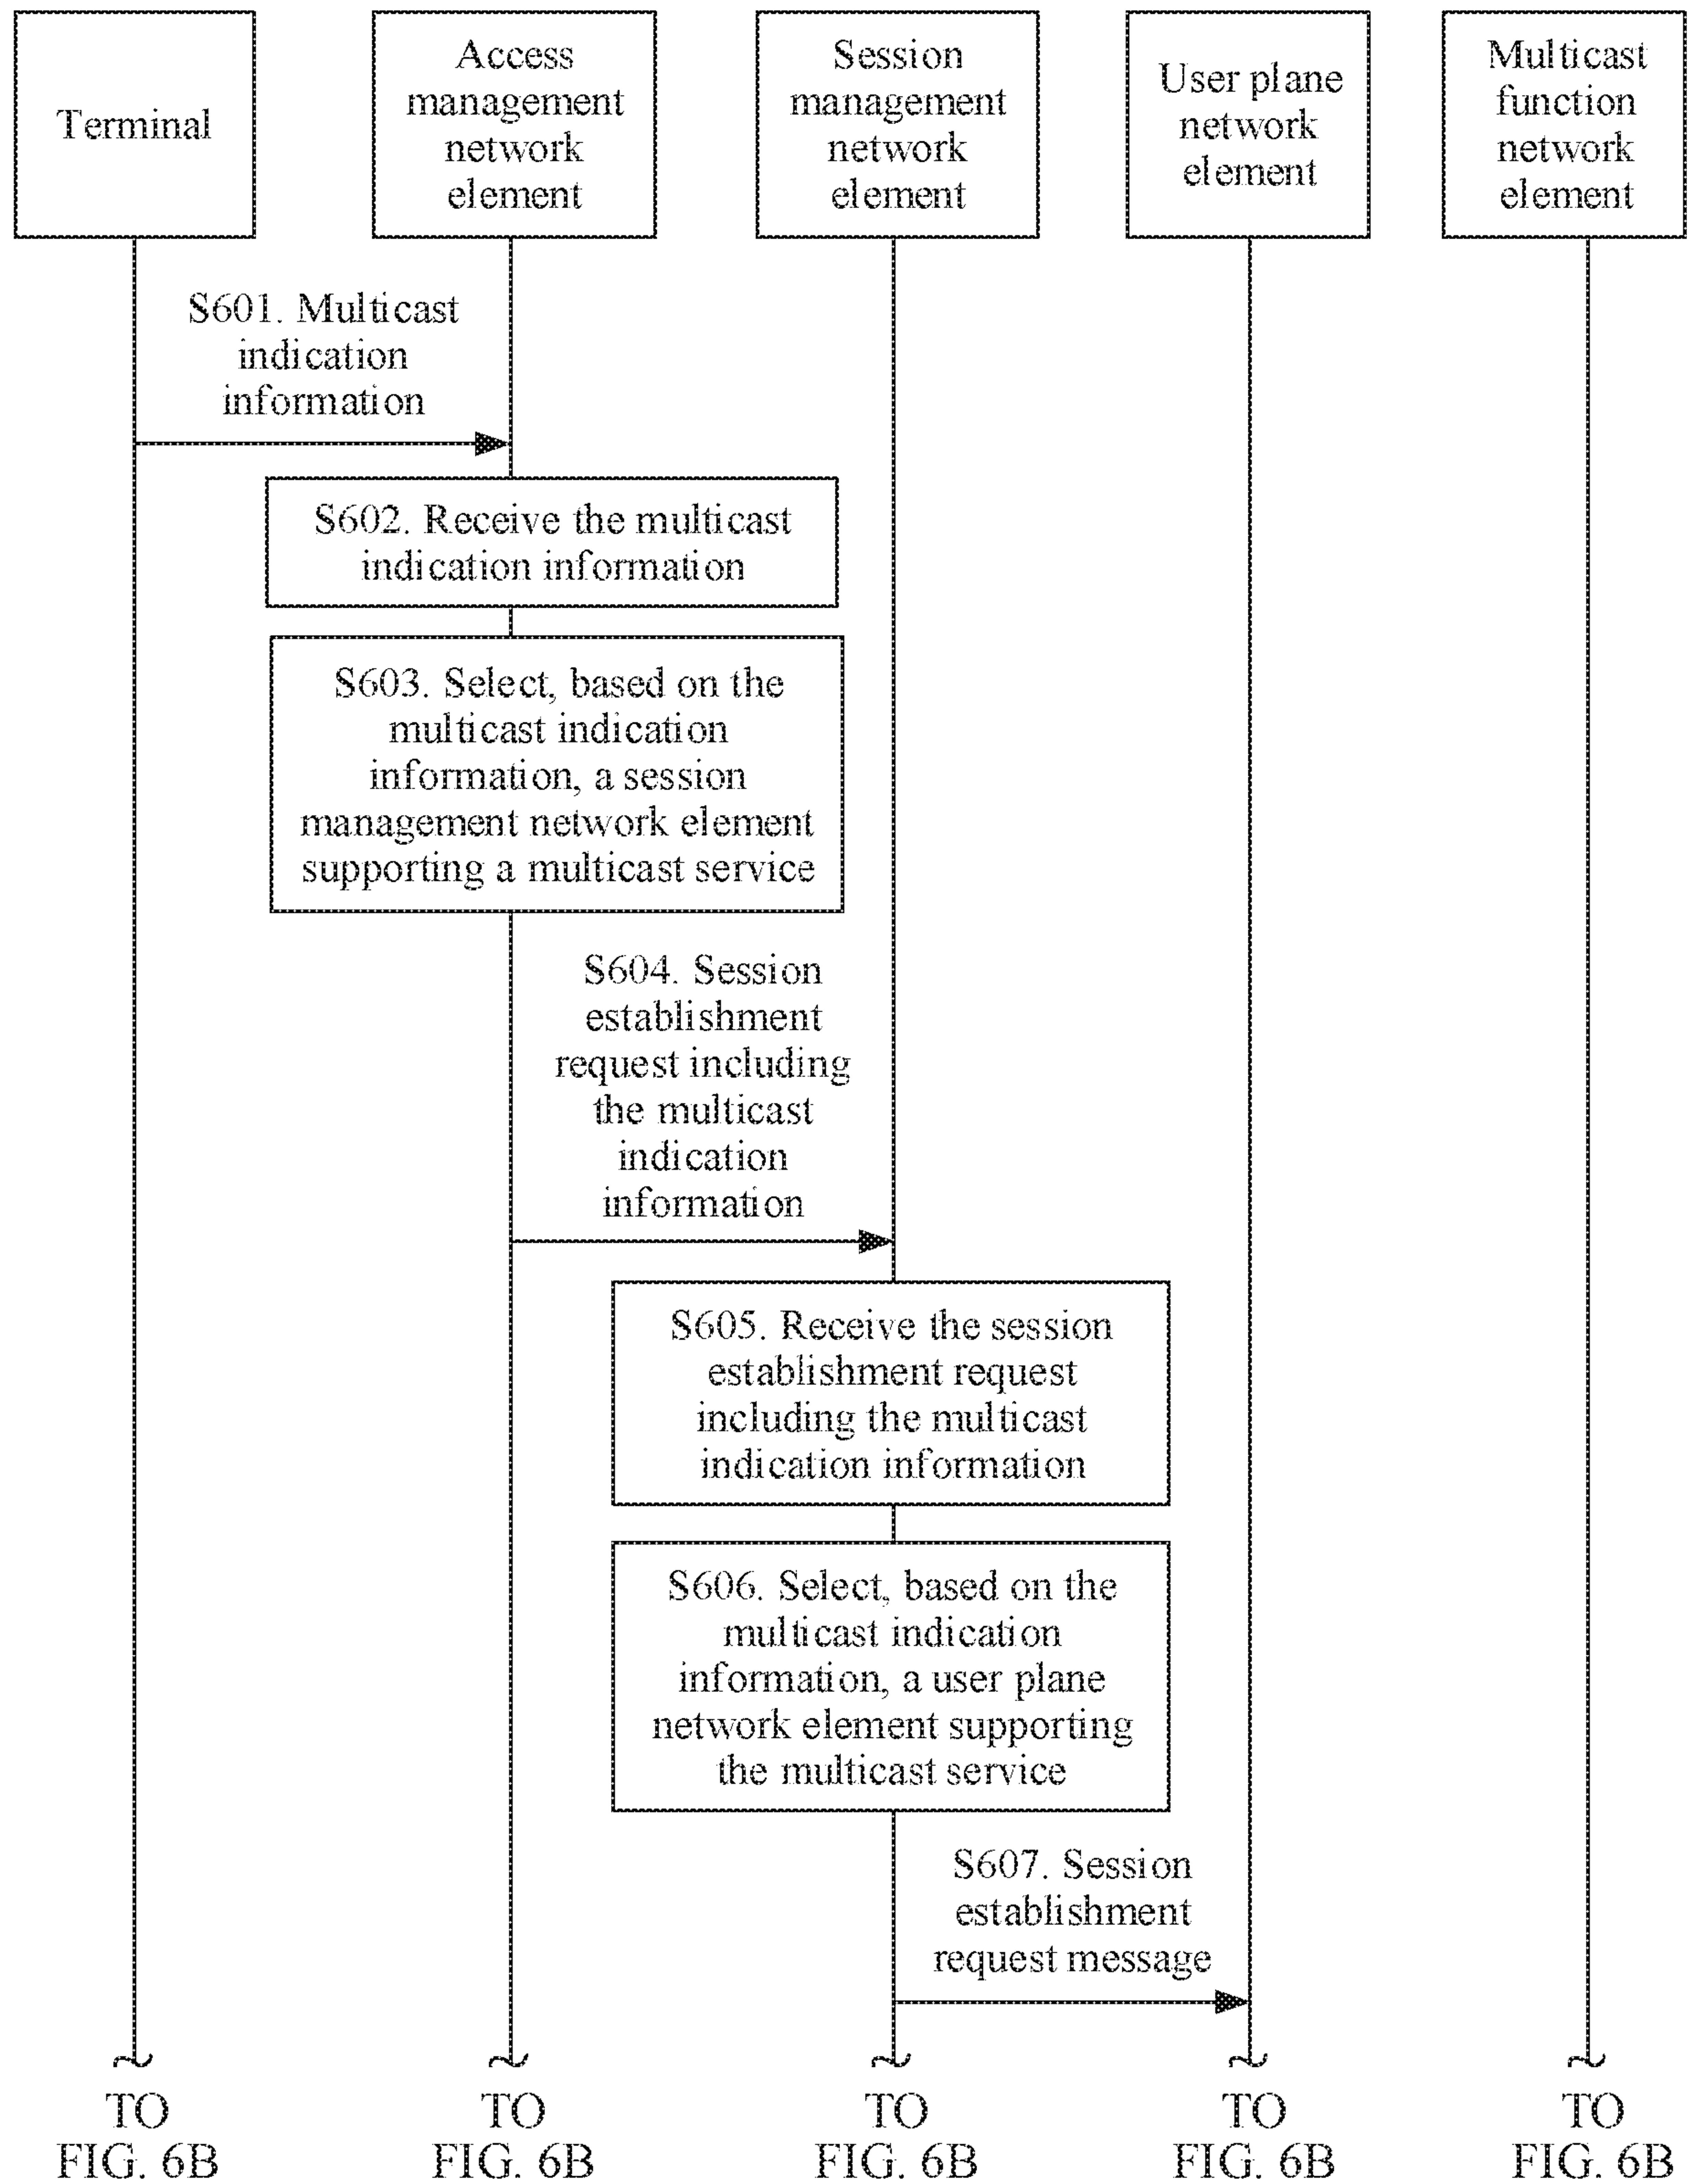 Terminal
Access
management
network
element
Session
management
network
element
User plane
network
element
Multicast
function
network
element
S601. Multicast
indication
information
S602. Receive the multicast
indication information
S603. Select, based on the
multicast indication
information, a session
management network element
supporting a multicast service
S604. Session
establishment
request including
the multicast
indication
information
S605. Receive the session
establishment request
including the multicast
indication information
S606. Select, based on the
multicast indication
information, a user plane
network element supporting
the multicast service
S607. Session
establishment
request message
TO
FIG. 6B
TO
FIG. 6B
TO
FIG. 6B
TO
FIG. 6B
TO
FIG. 6B